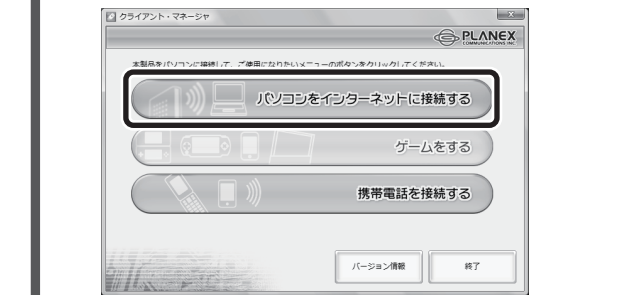 クライアント・マネージャ
PLANEX
COMMUNICATIONS INC.
本製品をパソコンに接続して、ご使用になりたいメニューのボタンをクリックしてください。
パソコンをインターネットに接続する
ゲームをする
携帯電話を接続する
バージョン情報
終了